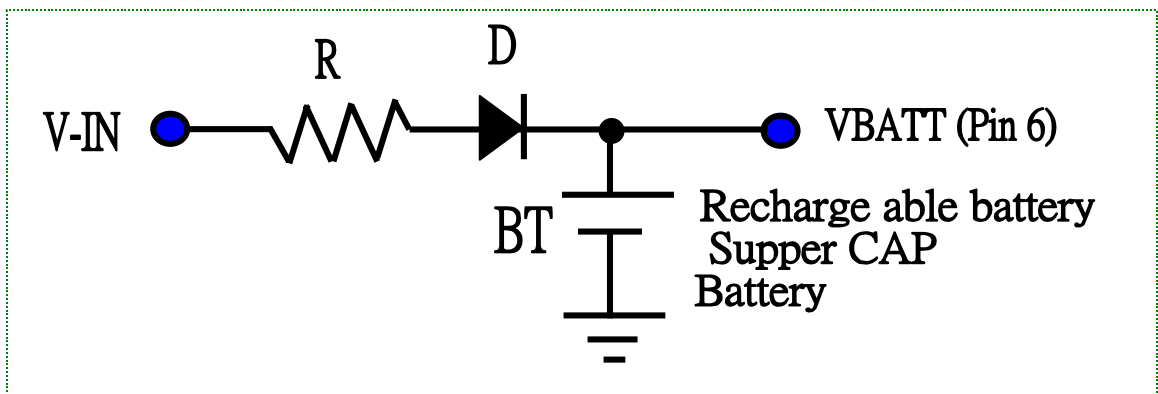 R
D
V-IN
VBATT (Pin 6)
BT
Recharge able battery
Supper CAP
Battery